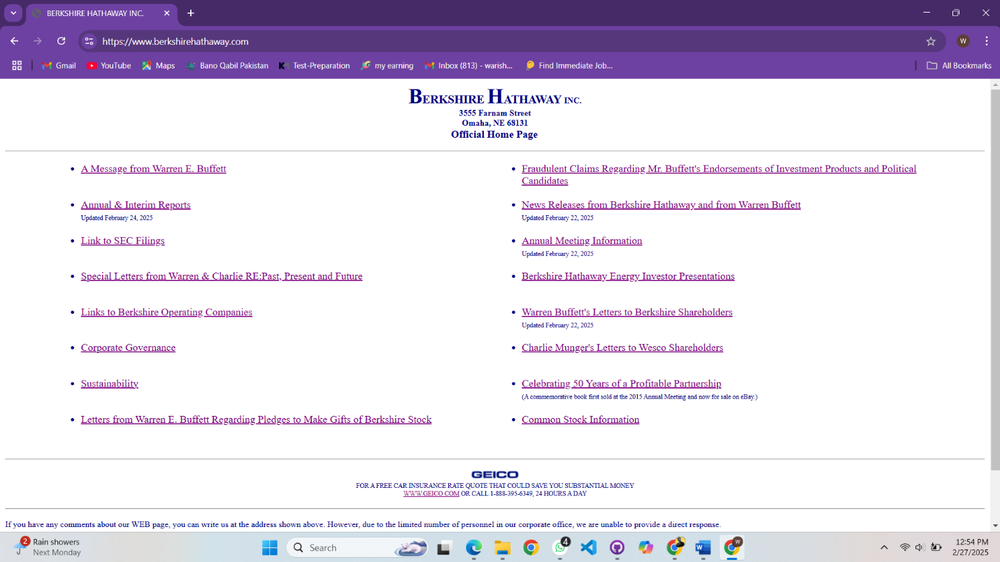 BERKSHIRE HATHAWAY INC.
https://www.berkshirehathaway.com
W
Gmail
YouTube
Maps
Bano Qabil Pakistan
Test-Preparation
my earning
Inbox (813) - warish...
Find Immediate Job...
All Bookmarks
BERKSHIRE HATHAWAY INC.
3555 Farnam Street
Omaha, NE 68131
Official Home Page
A Message from Warren E. Buffett
Fraudulent Claims Regarding Mr. Buffett's Endorsements of Investment Products and Political
Candidates
Annual & Interim Reports
Updated February 24, 2025
News Releases from Berkshire Hathaway and from Warren Buffett
Updated February 22, 2025
Link to SEC Filings
Annual Meeting Information
Updated February 22, 2025
Special Letters from Warren & Charlie RE:Past, Present and Future
Berkshire Hathaway Energy Investor Presentations
Links to Berkshire Operating Companies
Warren Buffett's Letters to Berkshire Shareholders
Updated February 22, 2025
Corporate Governance
Charlie Munger's Letters to Wesco Shareholders
Sustainability
Celebrating 50 Years of a Profitable Partnership
(A commemorative book first sold at the 2015 Annual Meeting and now for sale on eBay.)
Letters from Warren E. Buffett Regarding Pledges to Make Gifts of Berkshire Stock
Common Stock Information
GEICO
FOR A FREE CAR INSURANCE RATE QUOTE THAT COULD SAVE YOU SUBSTANTIAL MONEY
WWW.GEICO.COM OR CALL 1-888-395-6349, 24 HOURS A DAY
If you have any comments about our WEB page, you can write us at the address shown above. However, due to the limited number of personnel in our corporate office, we are unable to provide a direct response.
2
Rain showers
Next Monday
Search
4
W
W
12:54 PM
2/27/2025